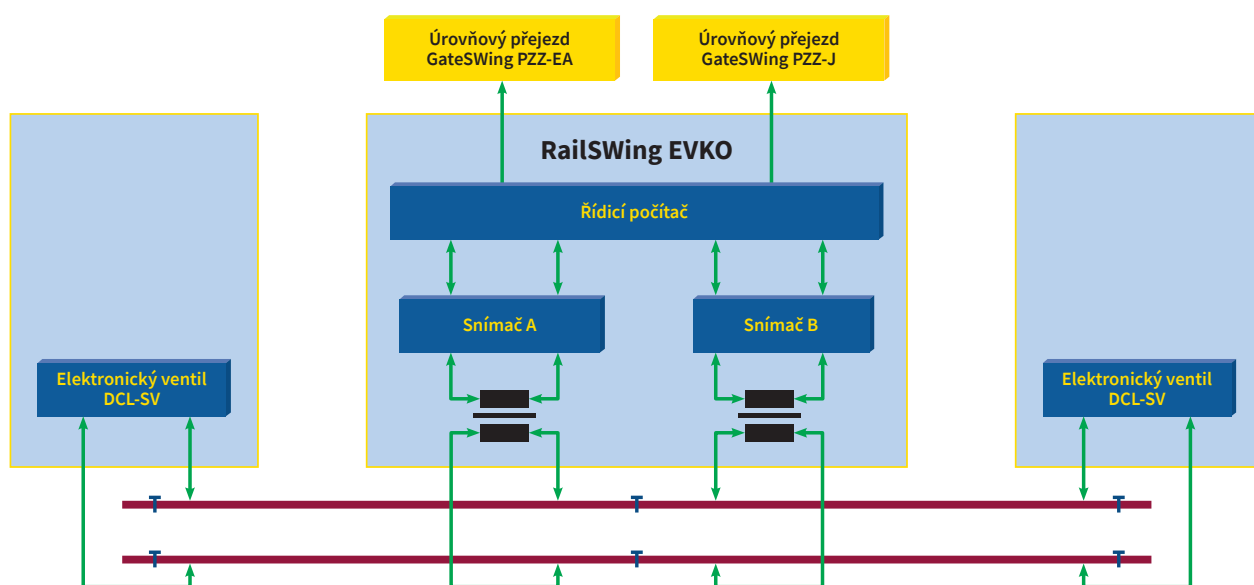 Úrovňový přejezd
GateSWing PZZ-EA
Úrovňový přejezd
GateSWing PZZ-J
RailSWing EVKO
Řídicí počítač
Snímač A
Snímač B
Elektronický ventil
DCL-SV
Elektronický ventil
DCL-SV